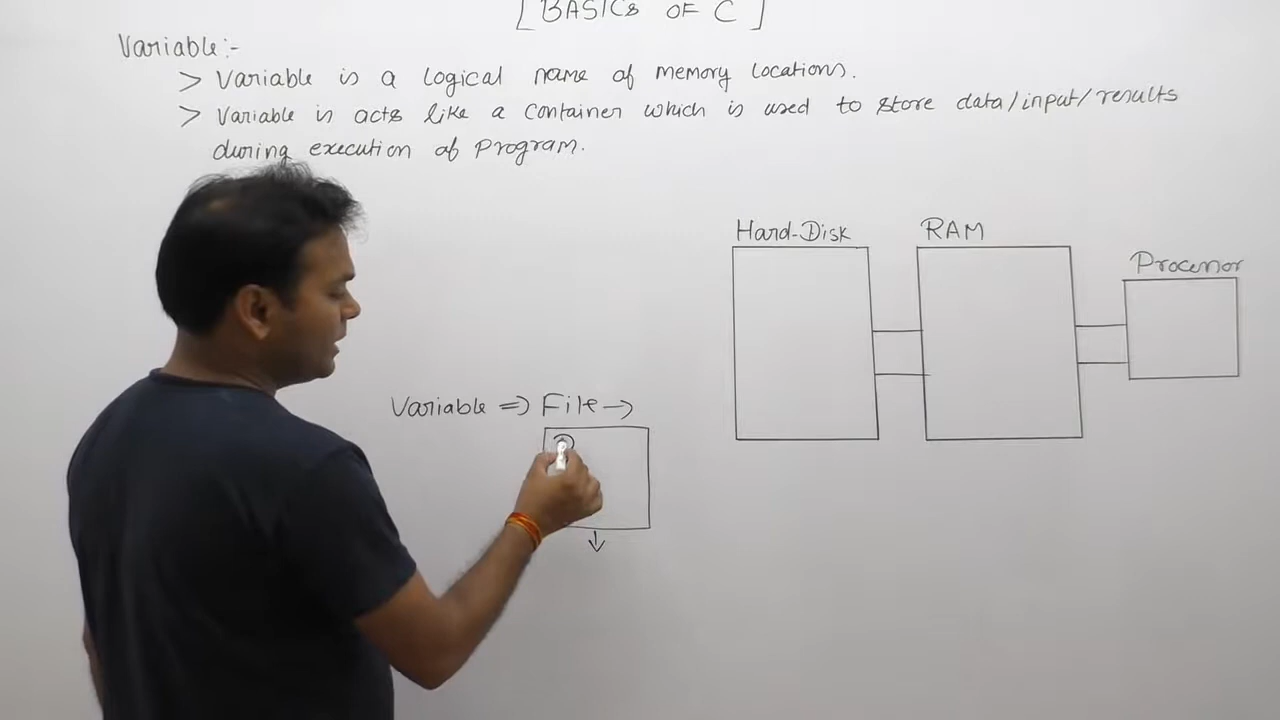 [ BASICS OF C ]
Variable:-
> Variable is a logical name of memory locations.
> Variable is acts like a container which is used to store data/input/results
during execution of program.
Hard-Disk RAM
Processor
Variable => File →